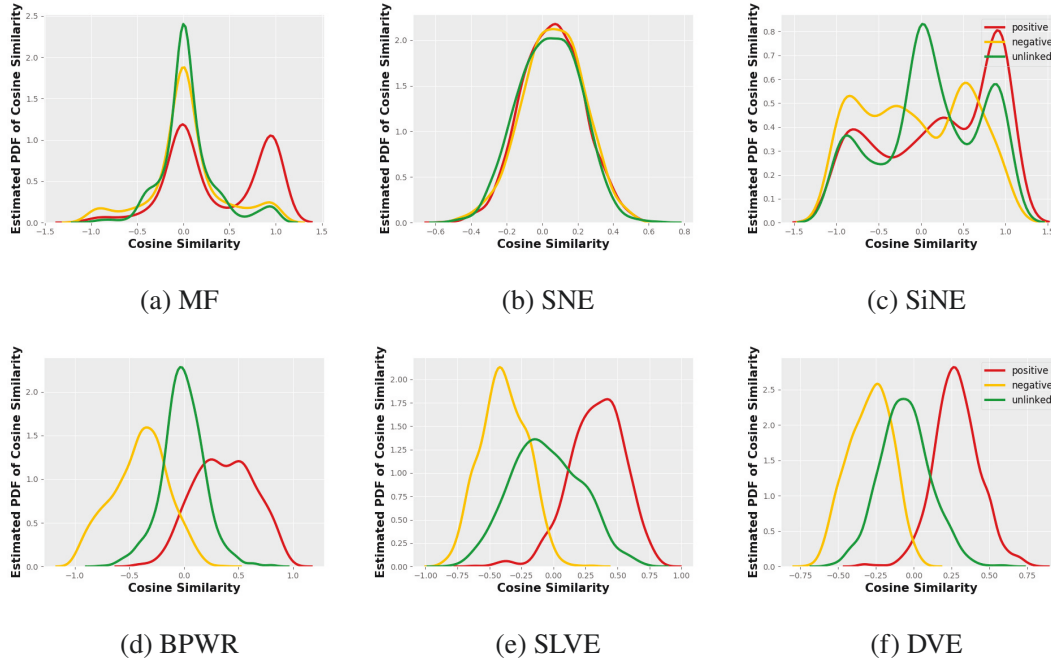 Estimated PDF of Cosine Similarity
2.5
2.0
1.5
1.0
0.5
0.0
−1.5 −1.0 −0.5 0.0 0.5 1.0 1.5
Cosine Similarity
(a) MF
Estimated PDF of Cosine Similarity
2.0
1.5
1.0
0.5
0.0
−0.6 −0.4 −0.2 0.0 0.2 0.4 0.6 0.8
Cosine Similarity
(b) SNE
Estimated PDF of Cosine Similarity
0.8
0.7
0.6
0.5
0.4
0.3
0.2
0.1
0.0
−1.5 −1.0 −0.5 0.0 0.5 1.0 1.5
Cosine Similarity
positive
negative
unlinked
(c) SiNE
Estimated PDF of Cosine Similarity
2.0
1.5
1.0
0.5
0.0
−1.0 −0.5 0.0 0.5 1.0
Cosine Similarity
(d) BPWR
Estimated PDF of Cosine Similarity
2.00
1.75
1.50
1.25
1.00
0.75
0.50
0.25
0.00
−1.00 −0.75 −0.50 −0.25 0.00 0.25 0.50 0.75 1.00
Cosine Similarity
(e) SLVE
Estimated PDF of Cosine Similarity
2.5
2.0
1.5
1.0
0.5
0.0
−0.75 −0.50 −0.25 0.00 0.25 0.50 0.75
Cosine Similarity
positive
negative
unlinked
(f) DVE